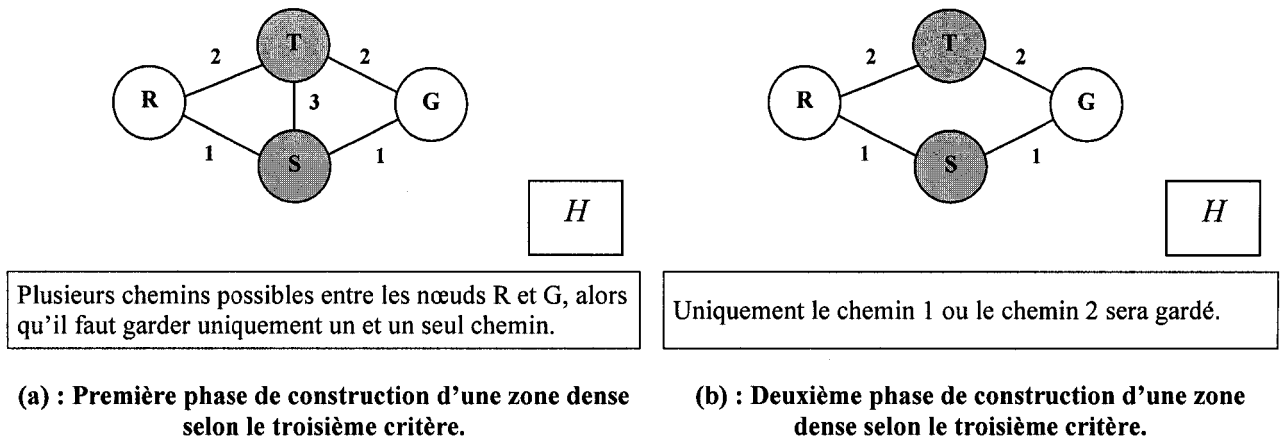 T
2
2
R
3
G
1
S
1
H
Plusieurs chemins possibles entre les nœuds R et G, alors
qu'il faut garder uniquement un et un seul chemin.
(a) : Première phase de construction d'une zone dense
selon le troisième critère.
T
2
2
R
G
1
S
1
H
Uniquement le chemin 1 ou le chemin 2 sera gardé.
(b) : Deuxième phase de construction d'une zone
dense selon le troisième critère.